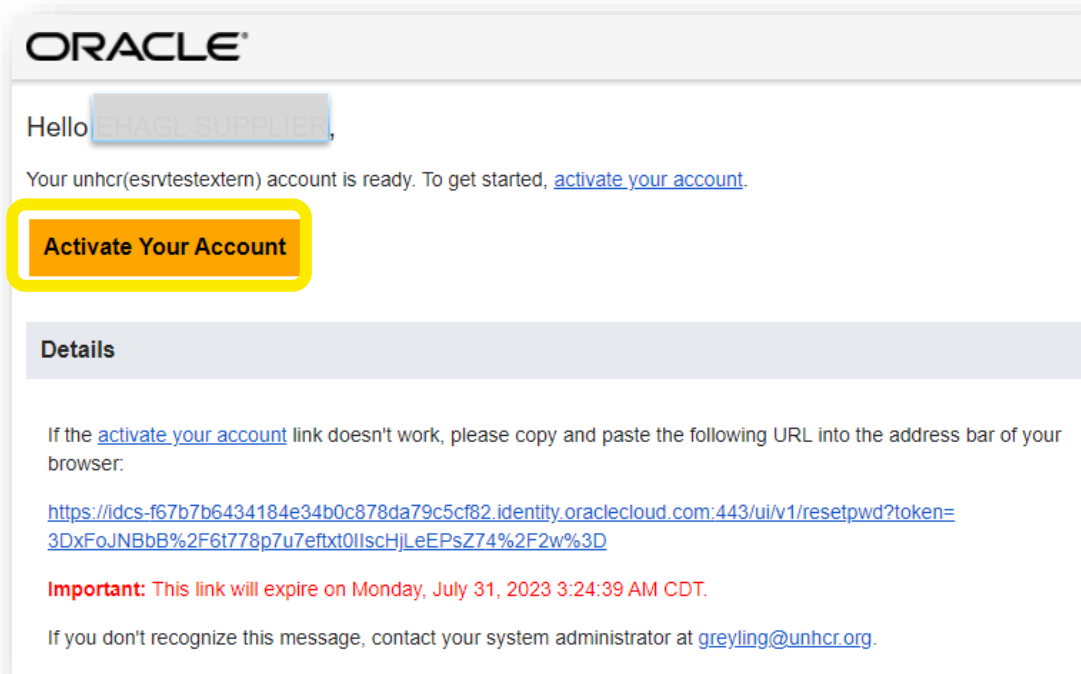 ORACLE®
Hello EHAGL SUPPLIER,
Your unhcr(esrvtestextern) account is ready. To get started, activate your account.
Activate Your Account
Details
If the activate your account link doesn't work, please copy and paste the following URL into the address bar of your
browser:
https://idcs-f67b7b6434184e34b0c878da79c5cf82.identity.oraclecloud.com:443/ui/v1/resetpwd?token=
3DxFoJNBbB%2F6t778p7u7eftxt0IIscHjLeEPsZ74%2F2w%3D
Important: This link will expire on Monday, July 31, 2023 3:24:39 AM CDT.
If you don't recognize this message, contact your system administrator at greyling@unhcr.org.